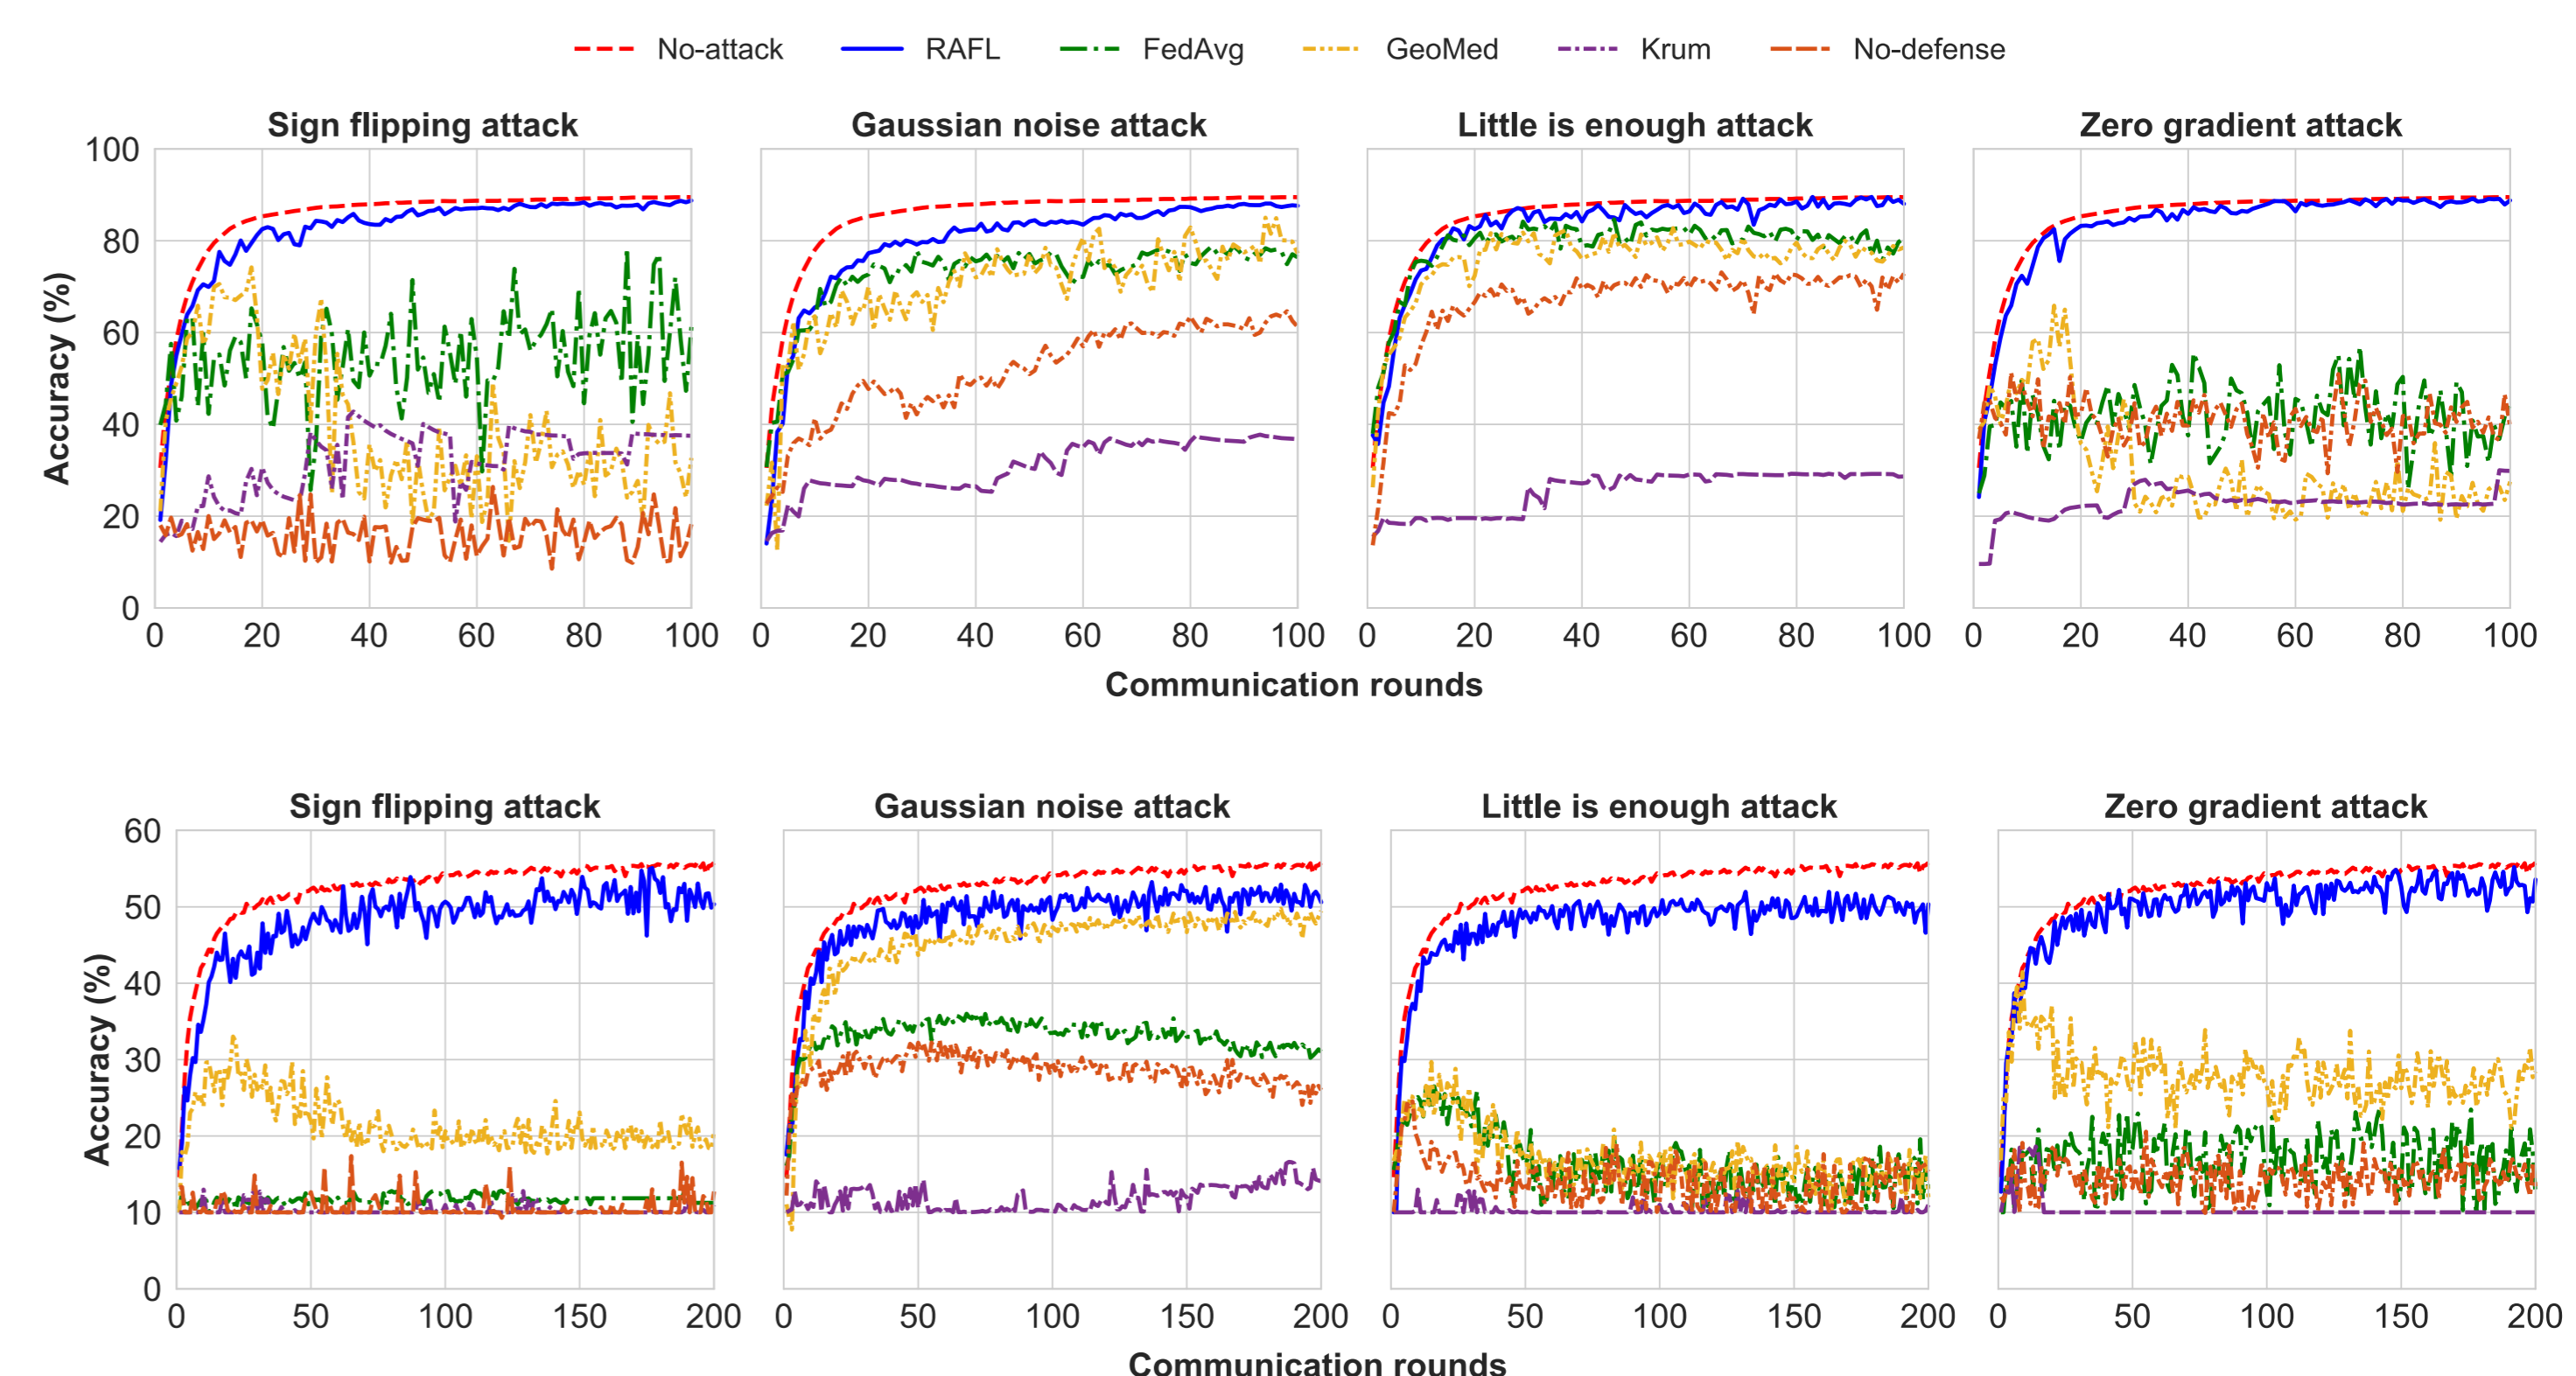 No-attack RAFL FedAvg GeoMed Krum No-defense
Sign flipping attack Gaussian noise attack Little is enough attack Zero gradient attack
100
80
60
40
20
0
Accuracy (%)
0 20 40 60 80 100 0 20 40 60 80 100 0 20 40 60 80 100 0 20 40 60 80 100
Communication rounds
Sign flipping attack Gaussian noise attack Little is enough attack Zero gradient attack
60
50
40
30
20
10
0
Accuracy (%)
0 50 100 150 200 0 50 100 150 200 0 50 100 150 200 0 50 100 150 200
Communication rounds